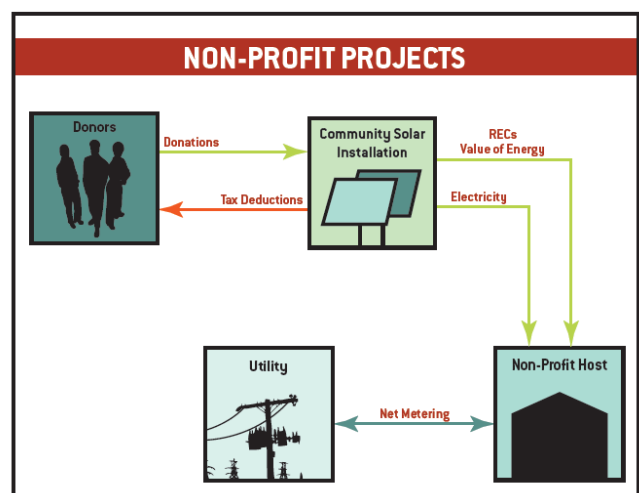 NON-PROFIT PROJECTS
Donors
Donations
Tax Deductions
Community Solar
Installation
RECs
Value of Energy
Electricity
Utility
Net Metering
Non-Profit Host